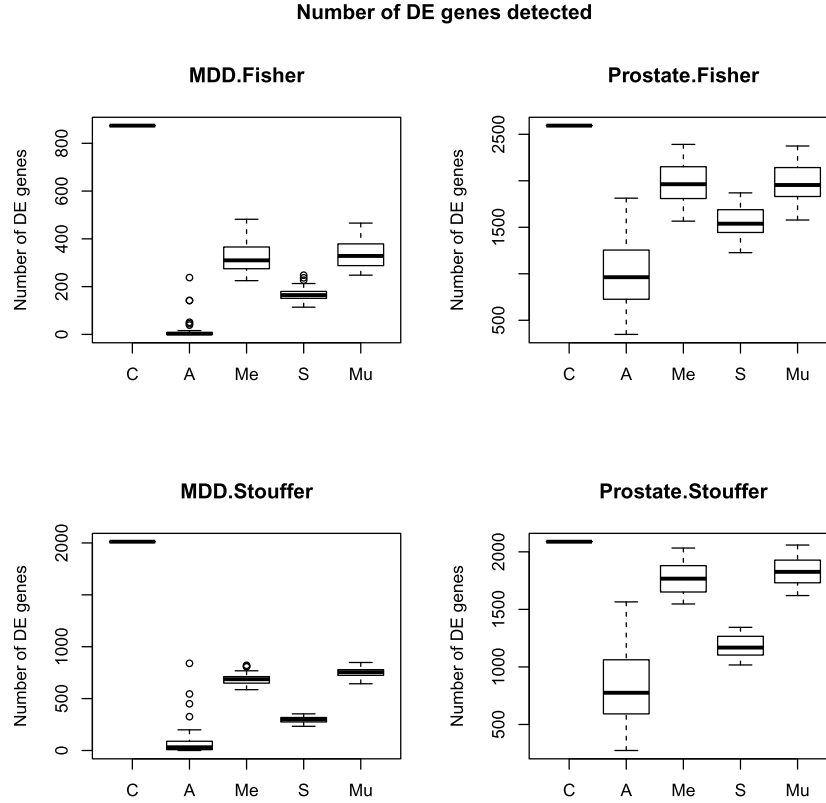 Number of DE genes detected
MDD.Fisher
Number of DE genes
800
600
400
200
0
C A Me S Mu
Prostate.Fisher
Number of DE genes
2500
1500
500
C A Me S Mu
MDD.Stouffer
Number of DE genes
2000
1000
500
0
C A Me S Mu
Prostate.Stouffer
Number of DE genes
2000
1500
1000
500
C A Me S Mu